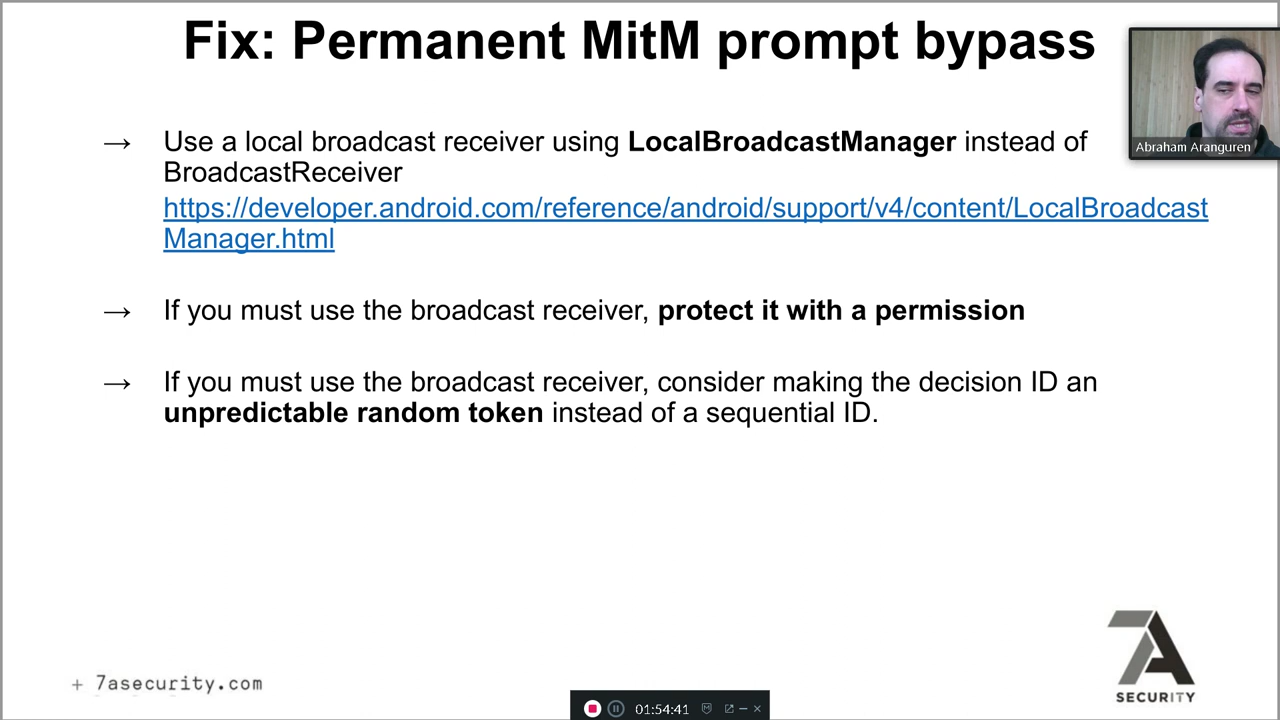 Fix: Permanent MitM prompt bypass
→ Use a local broadcast receiver using LocalBroadcastManager instead of
BroadcastReceiver
https://developer.android.com/reference/android/support/v4/content/LocalBroadcast
Manager.html
→ If you must use the broadcast receiver, protect it with a permission
→ If you must use the broadcast receiver, consider making the decision ID an
unpredictable random token instead of a sequential ID.
Abraham Aranguren
+ 7asecurity.com
7A
SECURITY
01:54:41